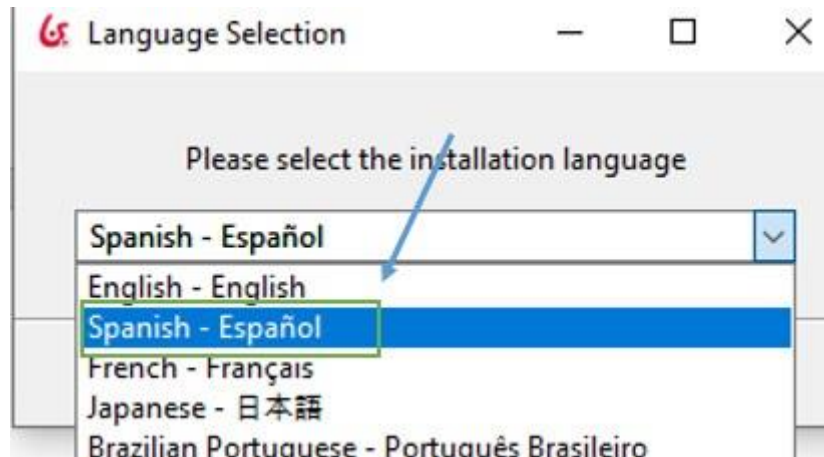 Language Selection
Please select the installation language
Spanish - Español
English - English
Spanish - Español
French - Français
Japanese - 日本語
Brazilian Portuguese - Português Brasileiro